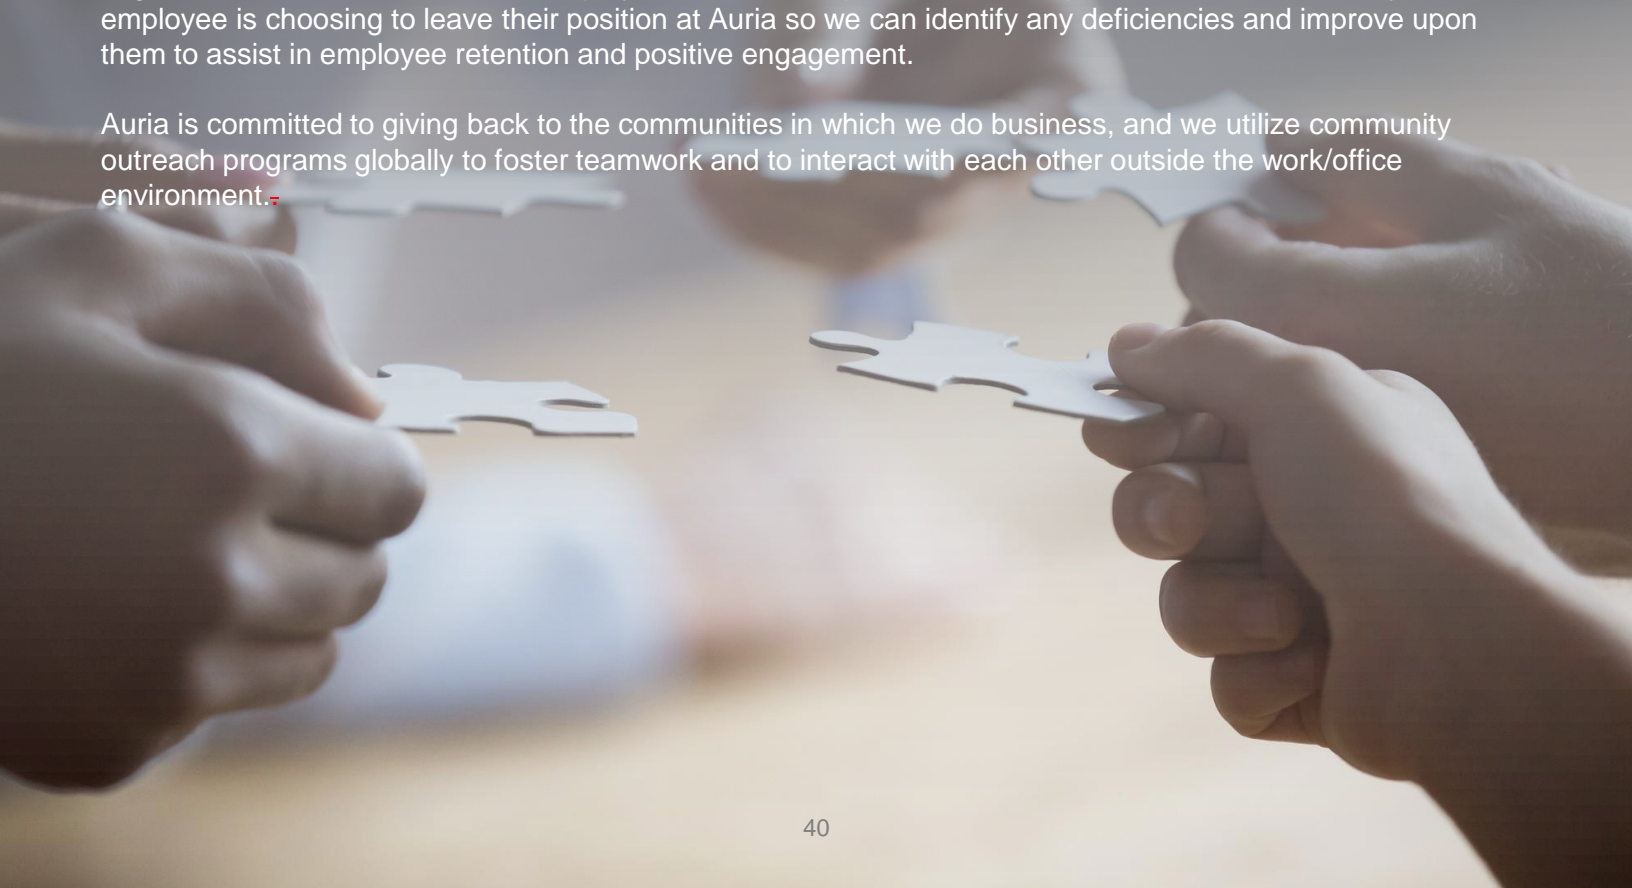 employee is choosing to leave their position at Auria so we can identify any deficiencies and improve upon
them to assist in employee retention and positive engagement.
Auria is committed to giving back to the communities in which we do business, and we utilize community
outreach programs globally to foster teamwork and to interact with each other outside the work/office
environment..
40